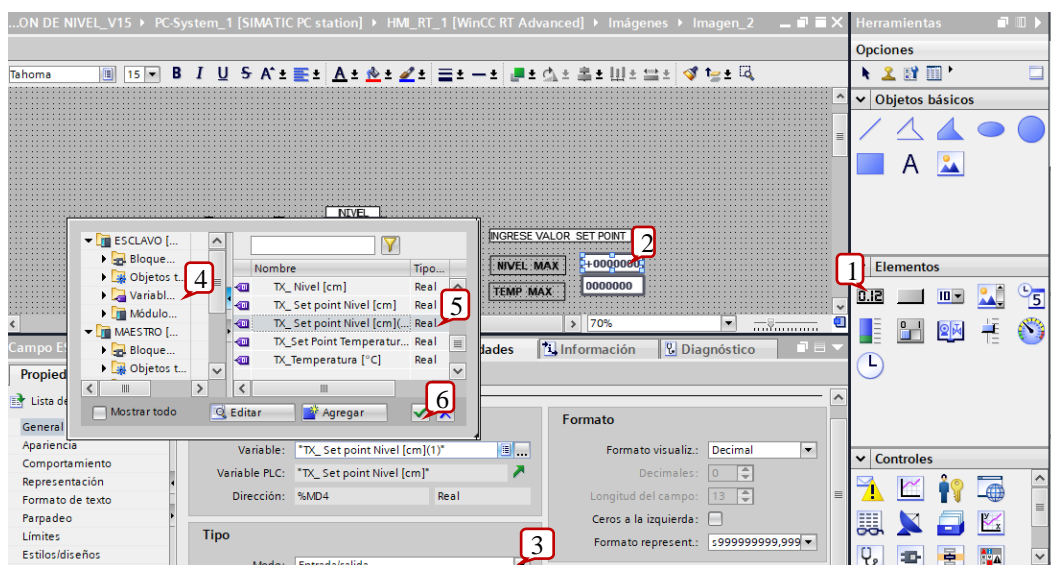 ...ON DE NIVEL_V15 ▸ PC-System_1 [SIMATIC PC station] ▸ HMI_RT_1 [WinCC RT Advanced] ▸ Imágenes ▸ Imagen_2
Herramientas
Opciones
Tahoma 15 B I U S A
Objetos básicos
A
NIVEL
INGRESE VALOR SET POINT
2
NIVEL MAX +0000000
TEMP MAX 0000000
1
Elementos
0.12 10 5
70%
ESCLAVO [...
Bloque...
Objetos t...
4
Variabl...
Módulo...
MAESTRO [...
Bloque...
Objetos t...
Nombre Tipo...
TX_ Nivel [cm] Real
TX_ Set point Nivel [cm] Real
5
TX_ Set point Nivel [cm](... Real
TX_Set Point Temperatur... Real
TX_Temperatura [°C] Real
Mostrar todo Editar Agregar
6
Campo E
dades Información Diagnóstico
Propied
Lista de
General
Apariencia
Comportamiento
Representación
Formato de texto
Parpadeo
Límites
Estilos/diseños
Variable: "TX_ Set point Nivel [cm](1)"
Variable PLC: "TX_ Set point Nivel [cm]"
Dirección: %MD4 Real
Tipo
3
Modo: Entrada/salida
Formato
Formato visualiz.: Decimal
Decimales: 0
Longitud del campo: 13
Ceros a la izquierda:
Formato represent.: s999999999,999
Controles